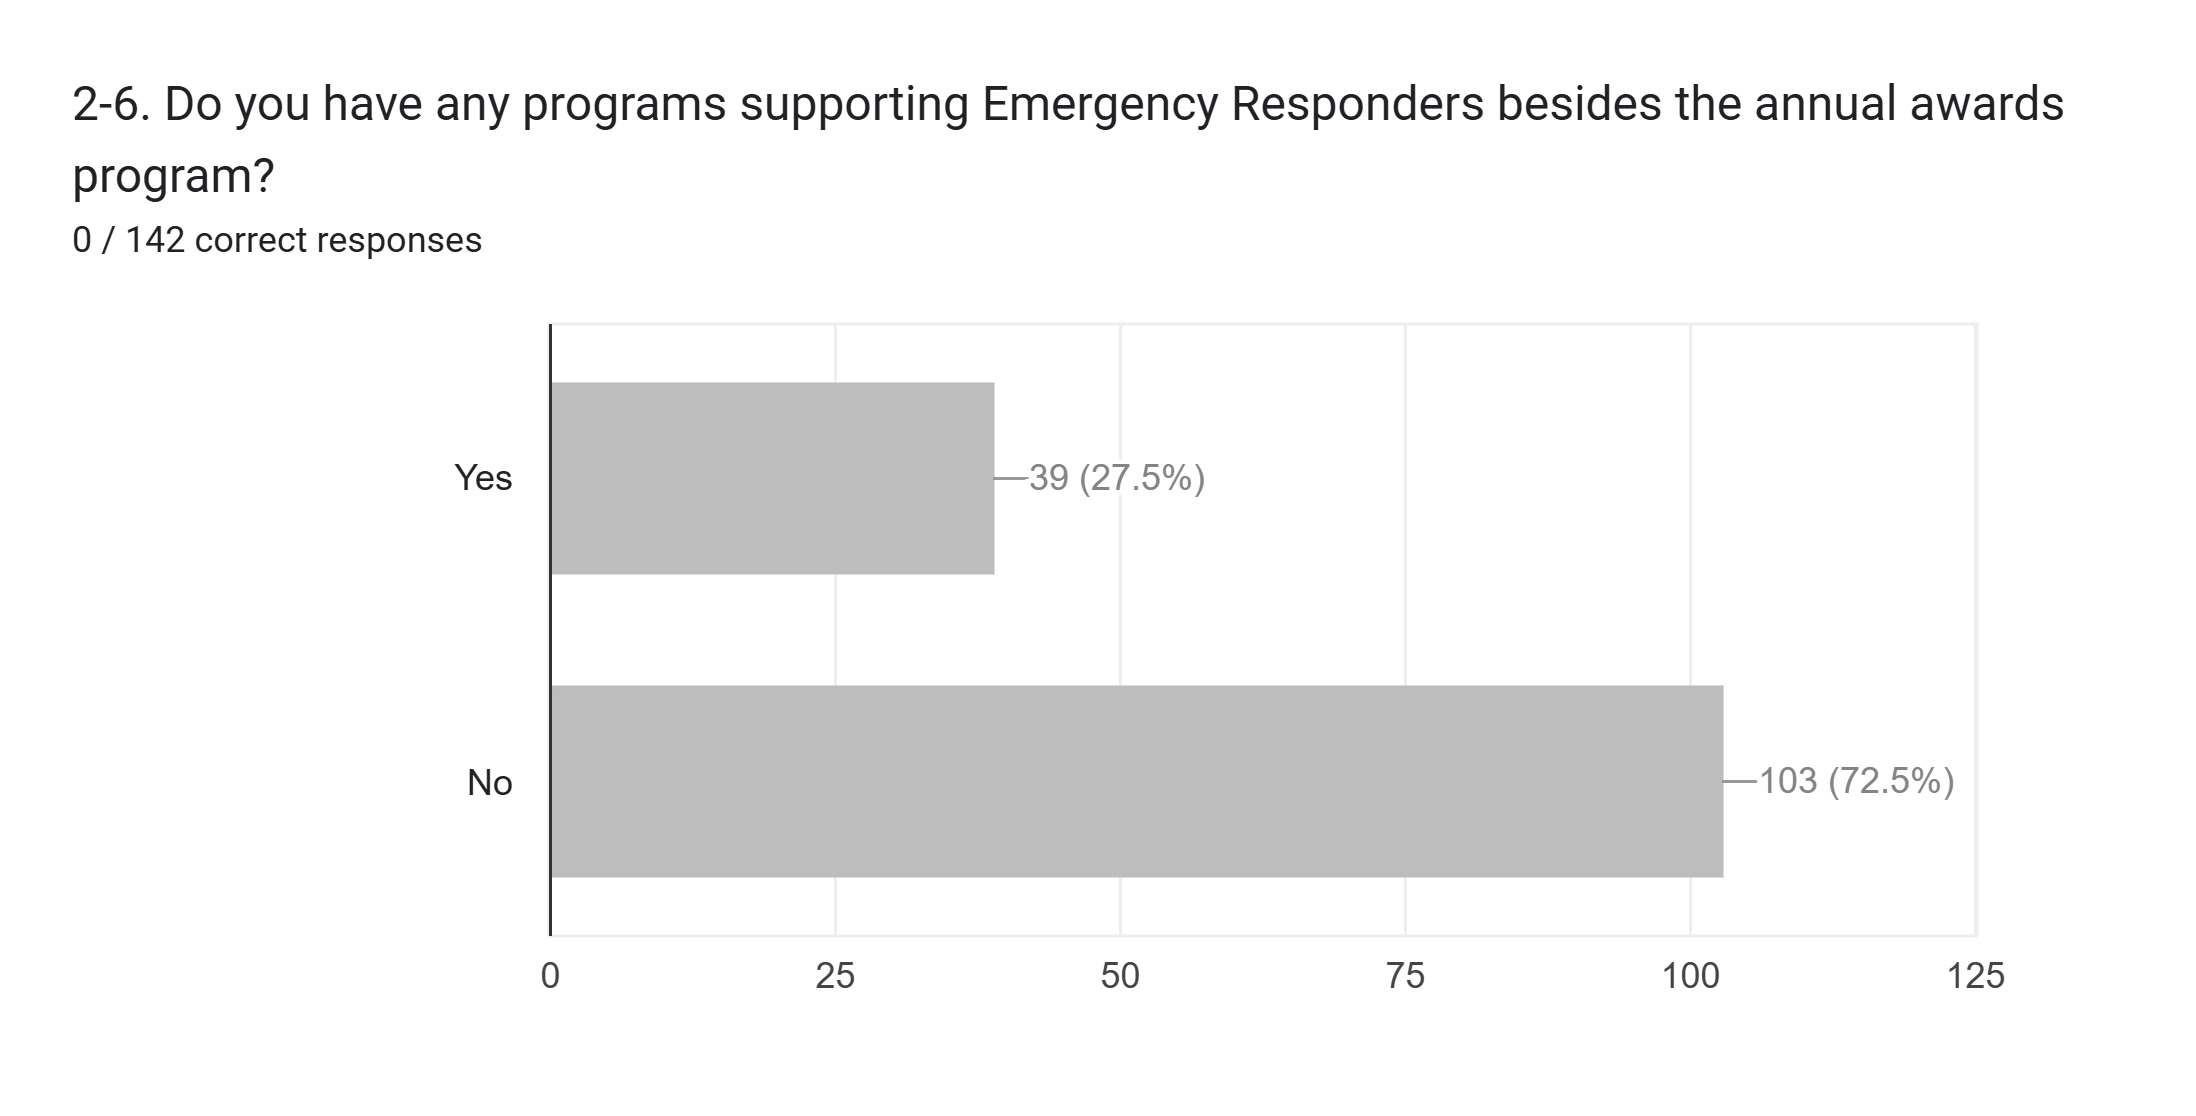 2-6. Do you have any programs supporting Emergency Responders besides the annual awards
program?
0 / 142 correct responses
Yes
39 (27.5%)
No
103 (72.5%)
0 25 50 75 100 125